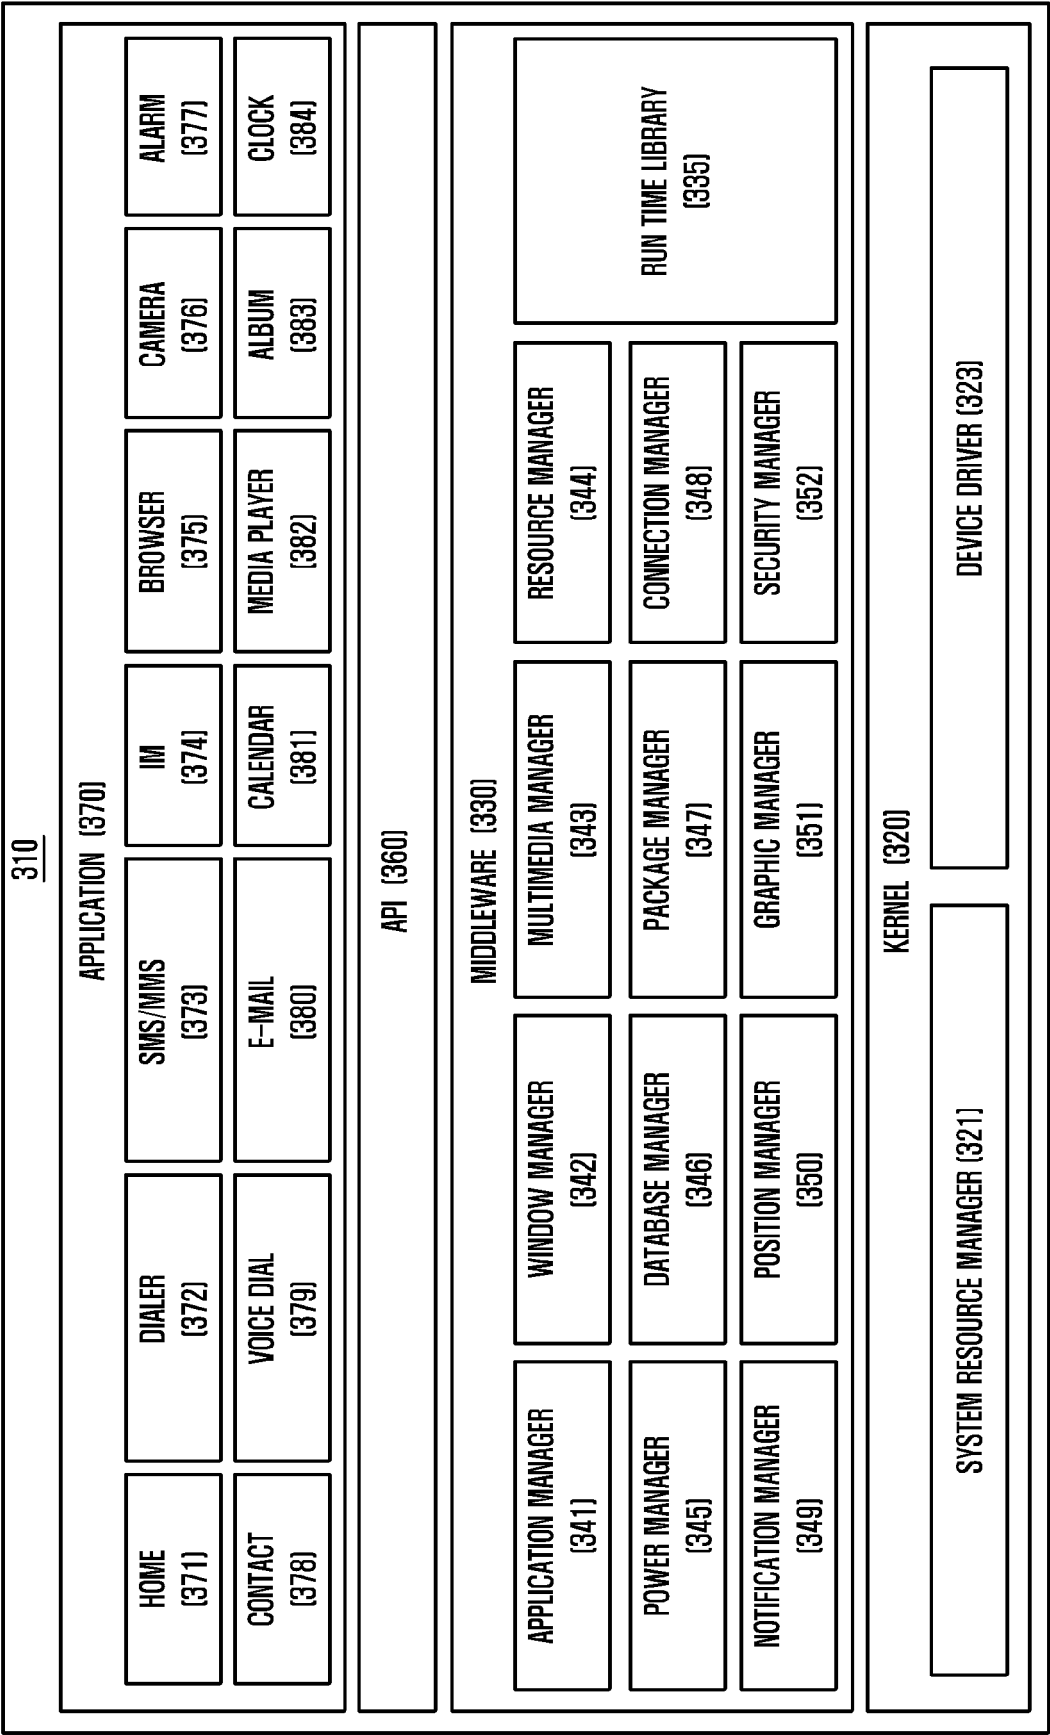 310
APPLICATION (370)
HOME
(371)
DIALER
(372)
SMS/MMS
(373)
IM
(374)
BROWSER
(375)
CAMERA
(376)
ALARM
(377)
CONTACT
(378)
VOICE DIAL
(379)
E-MAIL
(380)
CALENDAR
(381)
MEDIA PLAYER
(382)
ALBUM
(383)
CLOCK
(384)
API (360)
MIDDLEWARE (330)
APPLICATION MANAGER
(341)
WINDOW MANAGER
(342)
MULTIMEDIA MANAGER
(343)
RESOURCE MANAGER
(344)
POWER MANAGER
(345)
DATABASE MANAGER
(346)
PACKAGE MANAGER
(347)
CONNECTION MANAGER
(348)
NOTIFICATION MANAGER
(349)
POSITION MANAGER
(350)
GRAPHIC MANAGER
(351)
SECURITY MANAGER
(352)
RUN TIME LIBRARY
(335)
KERNEL (320)
SYSTEM RESOURCE MANAGER (321)
DEVICE DRIVER (323)